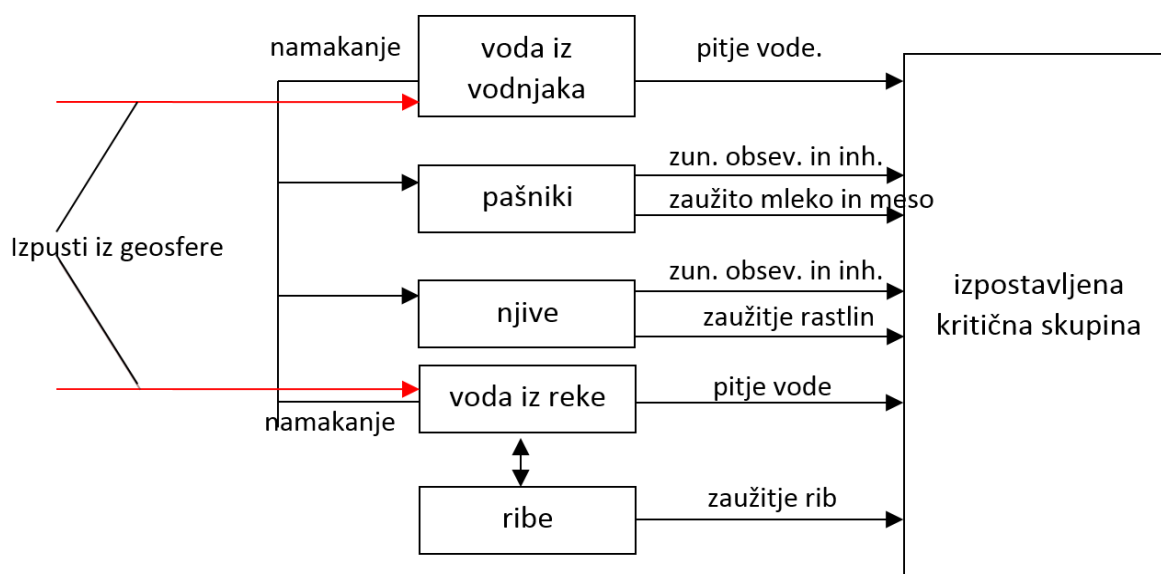 namakanje
voda iz
vodnjaka
pitje vode.
zun. obsev. in inh.
pašniki
zaužito mleko in meso
Izpusti iz geosfere
zun. obsev. in inh.
njive
zaužitje rastlin
izpostavljena
kritična skupina
voda iz reke
pitje vode
namakanje
ribe
zaužitje rib